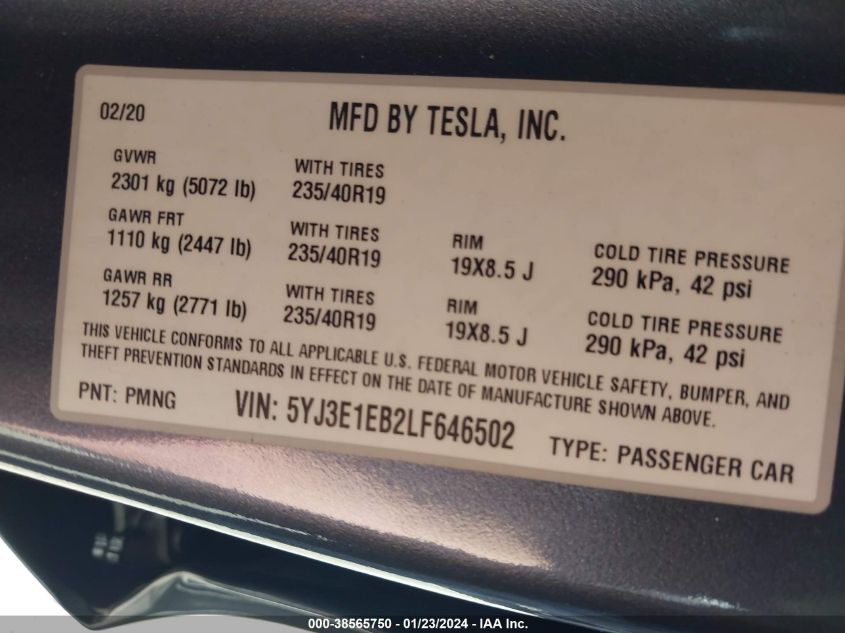 02/20 MFD BY TESLA, INC.
GVWR WITH TIRES
2301 kg (5072 lb) 235/40R19
GAWR FRT WITH TIRES RIM COLD TIRE PRESSURE
1110 kg (2447 lb) 235/40R19 19X8.5 J 290 kPa, 42 psi
GAWR RR WITH TIRES RIM COLD TIRE PRESSURE
1257 kg (2771 lb) 235/40R19 19X8.5 J 290 kPa, 42 psi
THIS VEHICLE CONFORMS TO ALL APPLICABLE U.S. FEDERAL MOTOR VEHICLE SAFETY, BUMPER, AND
THEFT PREVENTION STANDARDS IN EFFECT ON THE DATE OF MANUFACTURE SHOWN ABOVE.
PNT: PMNG VIN: 5YJ3E1EB2LF646502 TYPE: PASSENGER CAR
000-38565750 - 01/23/2024 - IAA Inc.